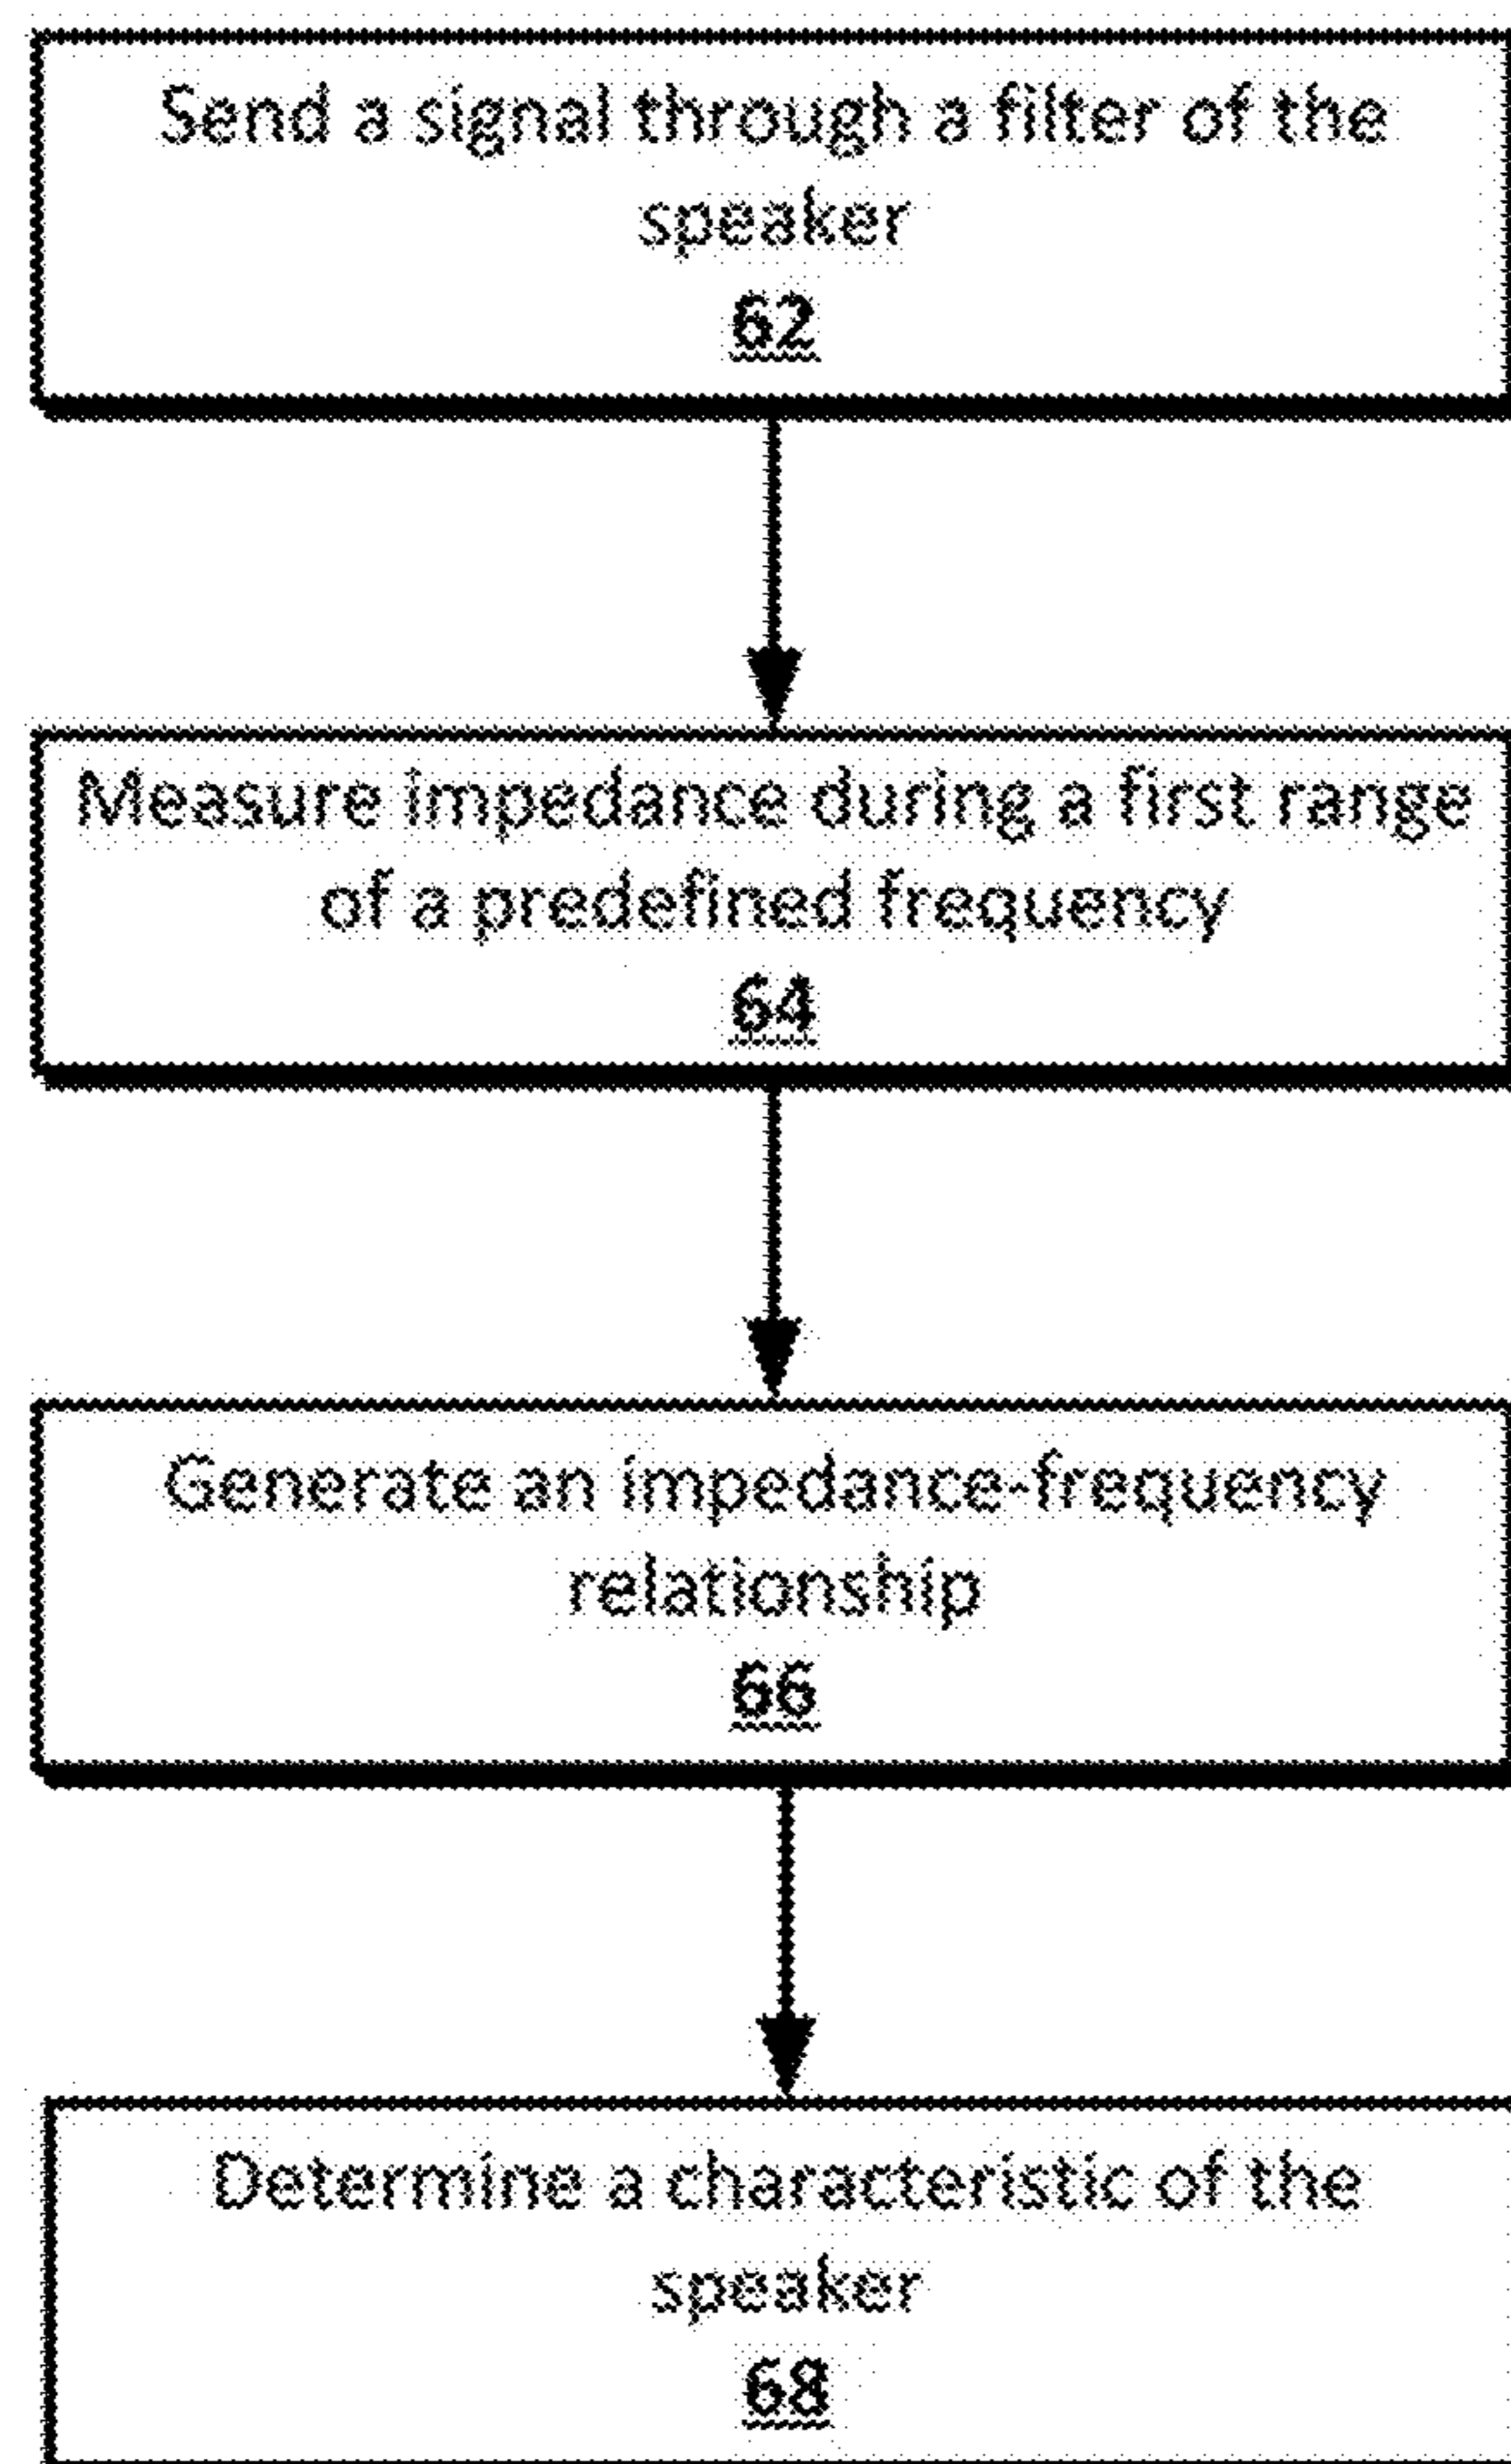 Send a signal through a filter of the
speaker
62
Measure impedance during a first range
of a predefined frequency
64
Generate an impedance-frequency
relationship
66
Determine a characteristic of the
speaker
68